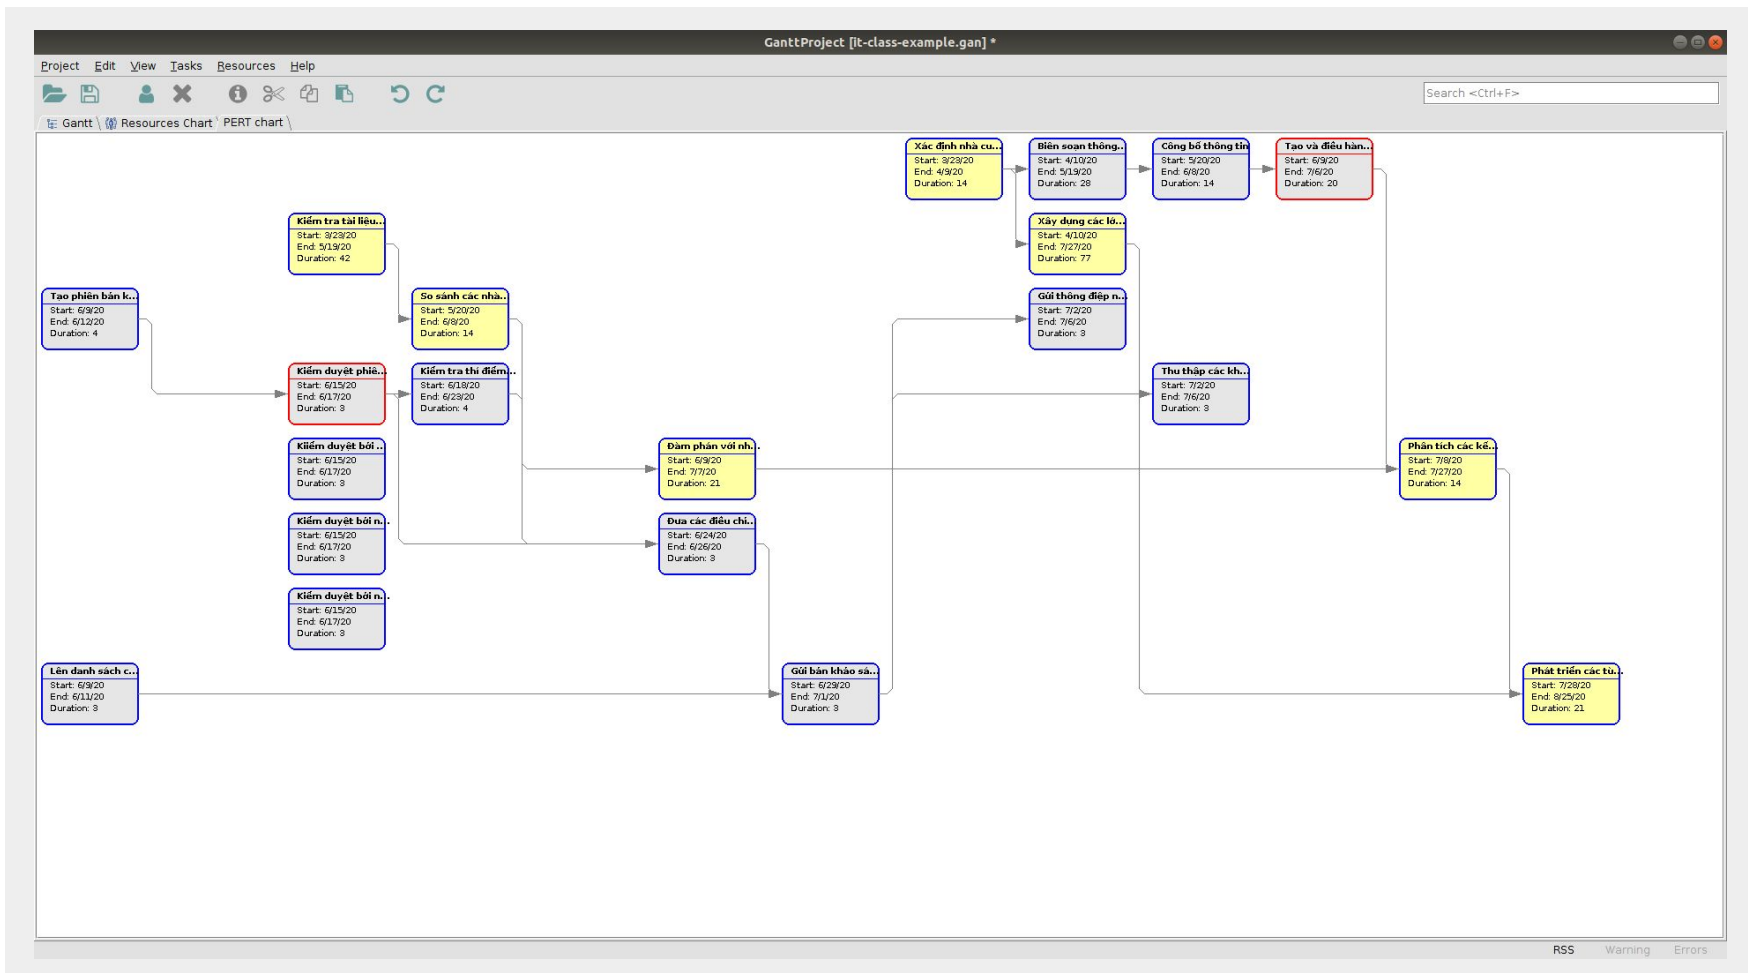 GanttProject [it-class-example.gan] *
Project Edit View Tasks Resources Help
Search <Ctrl+F>
Gantt Resources Chart PERT chart
Xác định nhà cu...
Start: 3/23/20
End: 4/9/20
Duration: 14
Biên soạn thông...
Start: 4/10/20
End: 5/19/20
Duration: 28
Công bố thông tin
Start: 5/20/20
End: 6/8/20
Duration: 14
Tạo và điều hàn...
Start: 6/9/20
End: 7/6/20
Duration: 20
Kiểm tra tài liệu...
Start: 3/23/20
End: 5/19/20
Duration: 42
Xây dựng các lớ...
Start: 4/10/20
End: 7/27/20
Duration: 77
Tạo phiên bản k...
Start: 6/9/20
End: 6/12/20
Duration: 4
So sánh các nhà...
Start: 5/20/20
End: 6/8/20
Duration: 14
Gửi thông điệp n...
Start: 7/2/20
End: 7/6/20
Duration: 3
Kiểm duyệt phiê...
Start: 6/15/20
End: 6/17/20
Duration: 3
Kiểm tra thí điểm...
Start: 6/18/20
End: 6/23/20
Duration: 4
Thu thập các kh...
Start: 7/2/20
End: 7/6/20
Duration: 3
Kiiểm duyệt bởi ...
Start: 6/15/20
End: 6/17/20
Duration: 3
Đàm phán với nh...
Start: 6/9/20
End: 7/7/20
Duration: 21
Phân tích các kế...
Start: 7/8/20
End: 7/27/20
Duration: 14
Kiểm duyệt bởi n...
Start: 6/15/20
End: 6/17/20
Duration: 3
Đưa các điều chỉ...
Start: 6/24/20
End: 6/26/20
Duration: 3
Kiểm duyệt bởi n...
Start: 6/15/20
End: 6/17/20
Duration: 3
Lên danh sách c...
Start: 6/9/20
End: 6/11/20
Duration: 3
Gửi bản khảo sá...
Start: 6/29/20
End: 7/1/20
Duration: 3
Phát triển các tù...
Start: 7/28/20
End: 8/25/20
Duration: 21
RSS Warning Errors